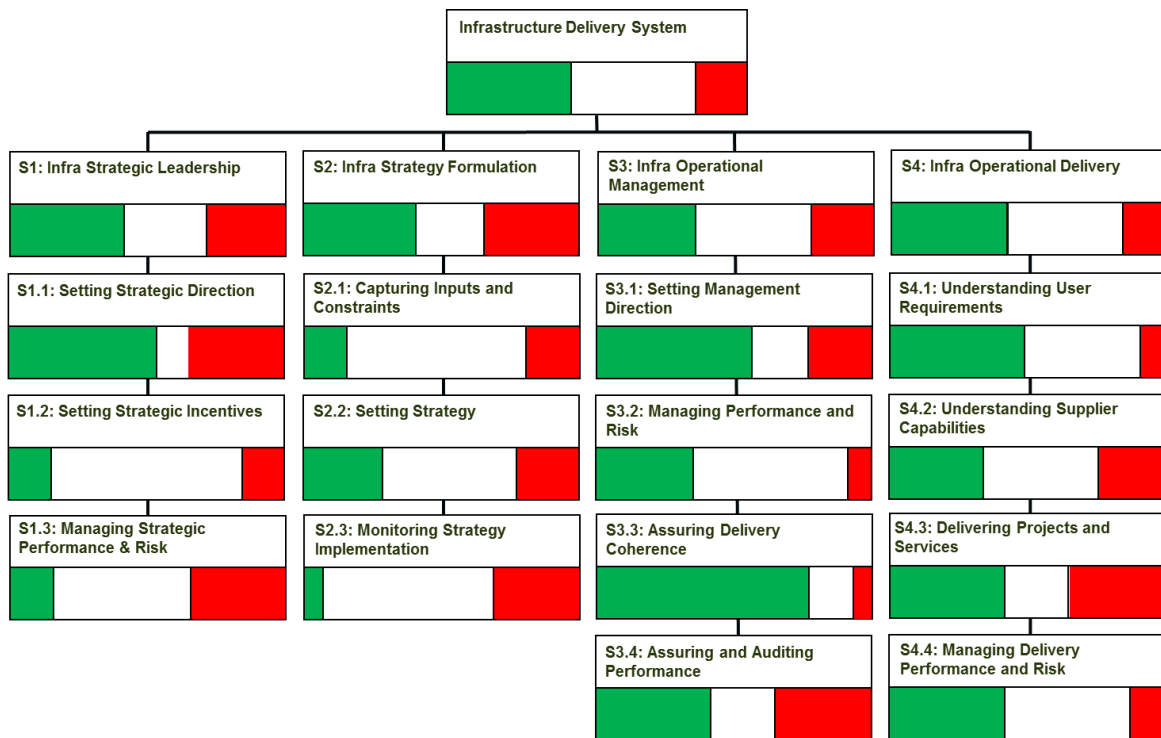 Infrastructure Delivery System
S1: Infra Strategic Leadership
S2: Infra Strategy Formulation
S3: Infra Operational
Management
S4: Infra Operational Delivery
S1.1: Setting Strategic Direction
S2.1: Capturing Inputs and
Constraints
S3.1: Setting Management
Direction
S4.1: Understanding User
Requirements
S1.2: Setting Strategic Incentives
S2.2: Setting Strategy
S3.2: Managing Performance and
Risk
S4.2: Understanding Supplier
Capabilities
S1.3: Managing Strategic
Performance & Risk
S2.3: Monitoring Strategy
Implementation
S3.3: Assuring Delivery
Coherence
S4.3: Delivering Projects and
Services
S3.4: Assuring and Auditing
Performance
S4.4: Managing Delivery
Performance and Risk